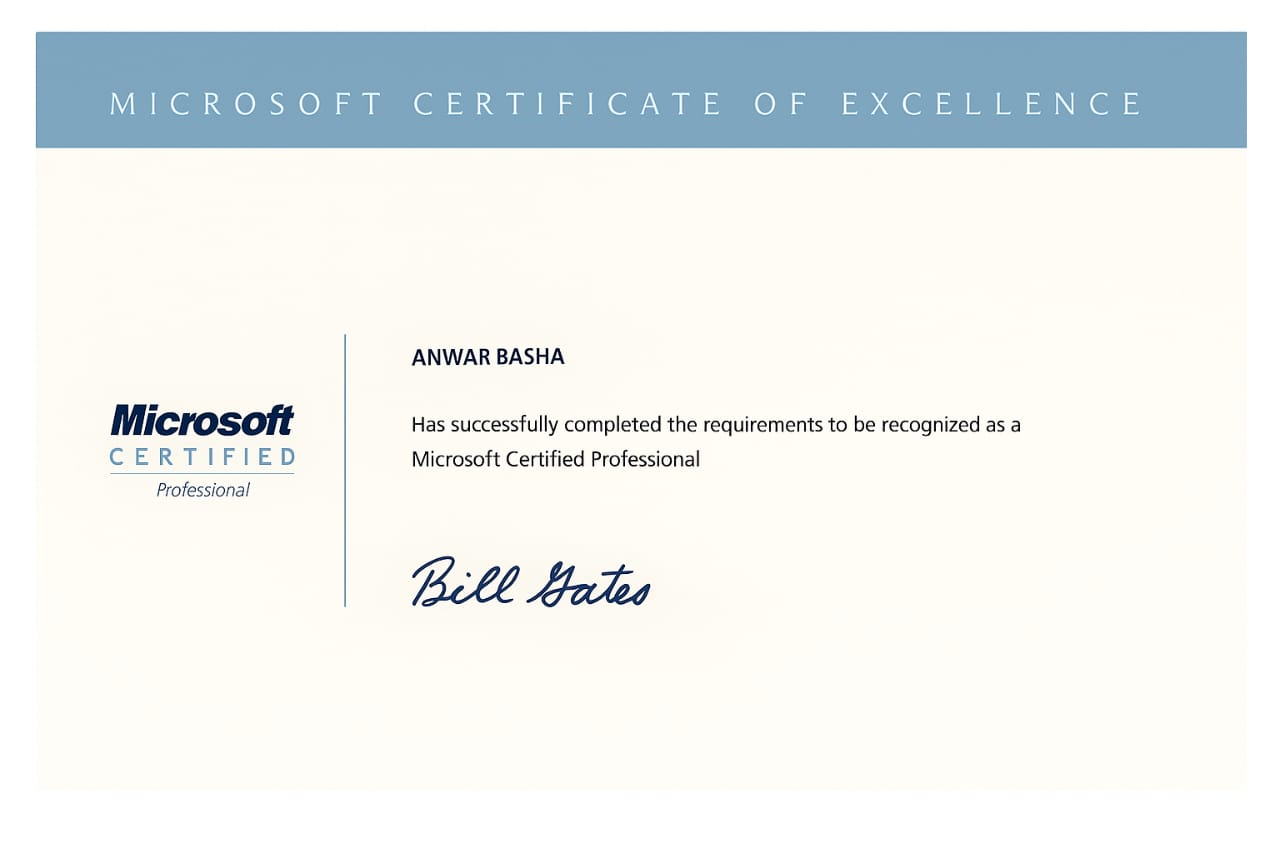 MICROSOFT CERTIFICATE OF EXCELLENCE
ANWAR BASHA
Has successfully completed the requirements to be recognized as a
Microsoft Certified Professional
Microsoft
CERTIFIED
Professional
Bill Gates